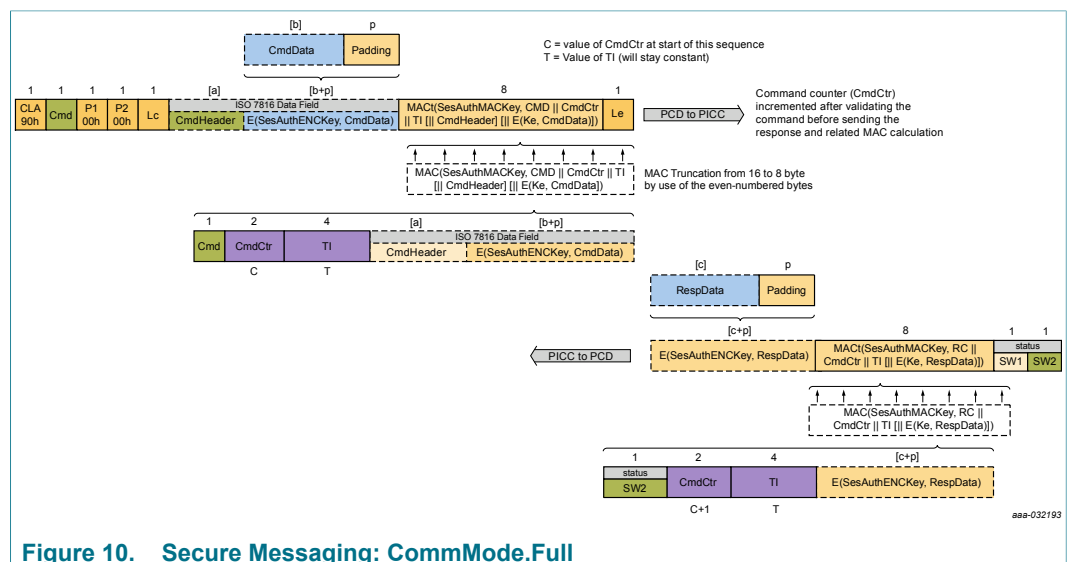 [b] p
CmdData Padding
C = value of CmdCtr at start of this sequence
T = Value of TI (will stay constant)
1 1 1 1 1 [a] [b+p] 8 1
CLA 90h
Cmd
P1 00h
P2 00h
Lc
ISO 7816 Data Field
CmdHeader
E(SesAuthENCKey, CmdData)
MACt(SesAuthMACKey, CMD || CmdCtr
|| TI [|| CmdHeader] [|| E(Ke, CmdData)])
Le
PCD to PICC
Command counter (CmdCtr)
incremented after validating the
command before sending the
response and related MAC calculation
MAC(SesAuthMACKey, CMD || CmdCtr || TI
[|| CmdHeader] [|| E(Ke, CmdData])
MAC Truncation from 16 to 8 byte
by use of the even-numbered bytes
1 2 4 [a] [b+p]
Cmd
CmdCtr
TI
ISO 7816 Data Field
CmdHeader
E(SesAuthENCKey, CmdData)
C T
[c] p
RespData Padding
[c+p] 8 1 1
PICC to PCD
E(SesAuthENCKey, RespData)
MACt(SesAuthMACKey, RC ||
CmdCtr || TI [|| E(Ke, RespData)])
status
SW1 SW2
MAC(SesAuthMACKey, RC ||
CmdCtr || TI [|| E(Ke, RespData)])
1 2 4 [c+p]
status
SW2
CmdCtr
TI
E(SesAuthENCKey, RespData)
C+1 T
aaa-032193
Figure 10. Secure Messaging: CommMode.Full